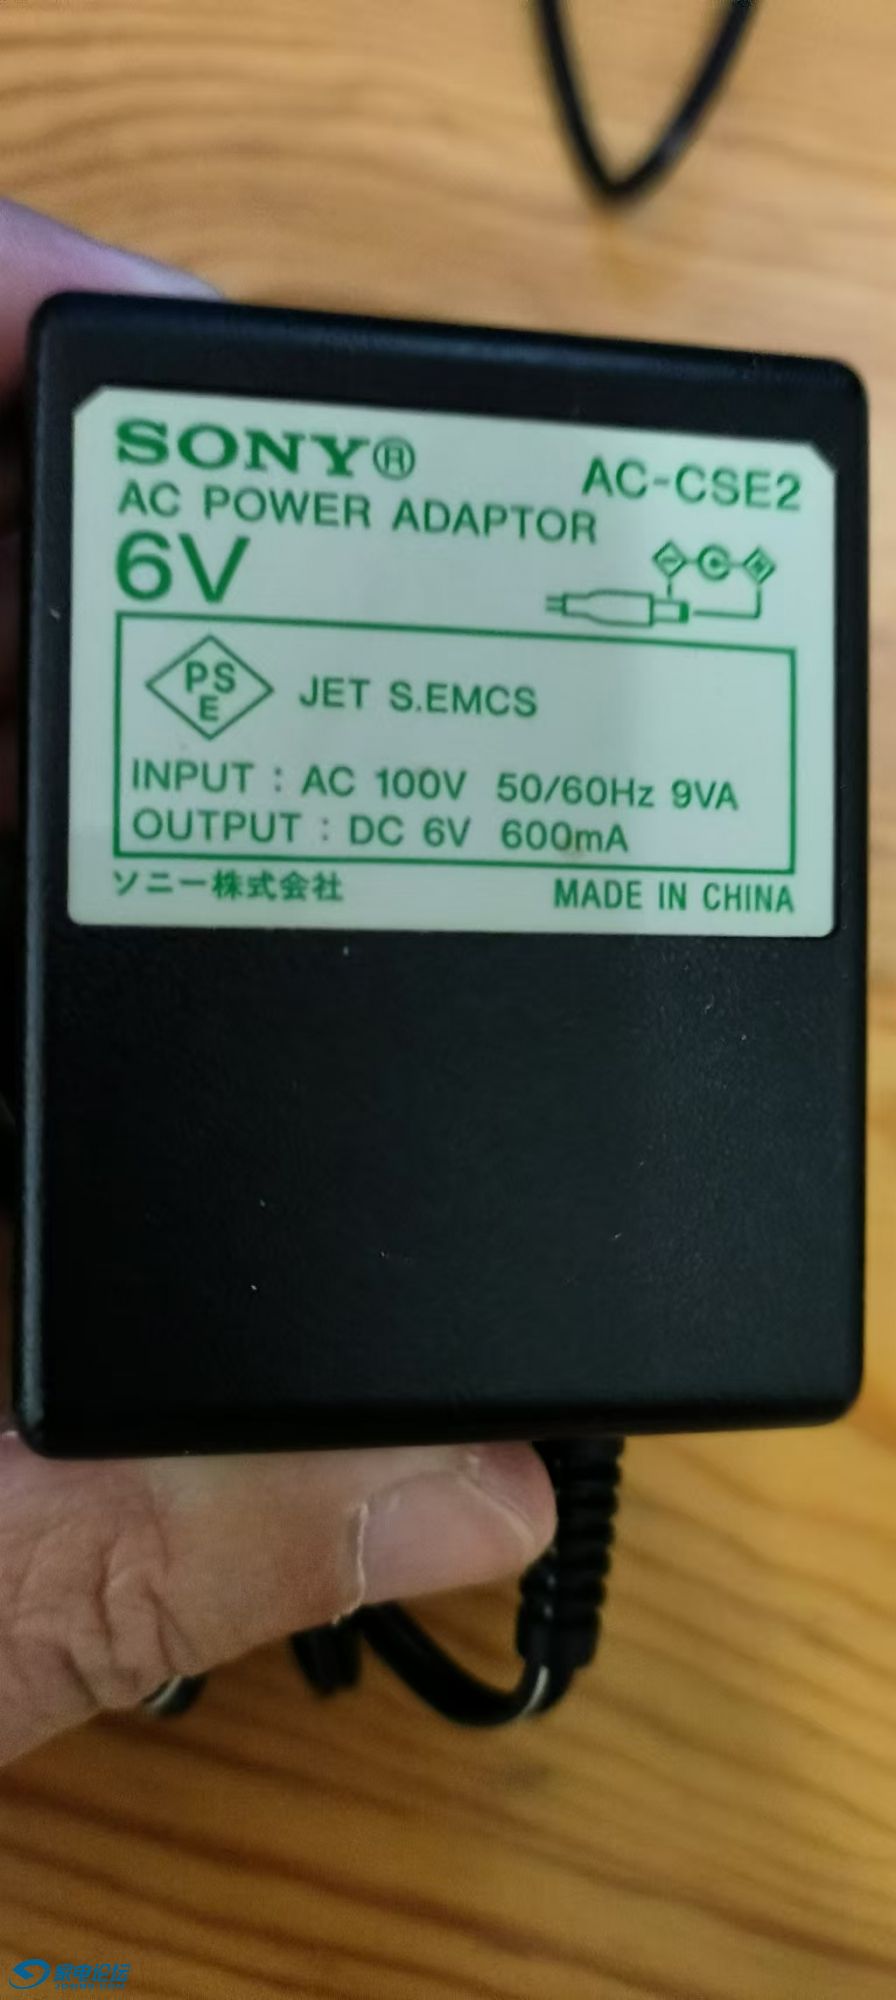 SONY®
AC-CSE2
AC POWER ADAPTOR
6V
PSE JET S.EMCS
INPUT : AC 100V 50/60Hz 9VA
OUTPUT : DC 6V 600mA
ソニー株式会社
MADE IN CHINA